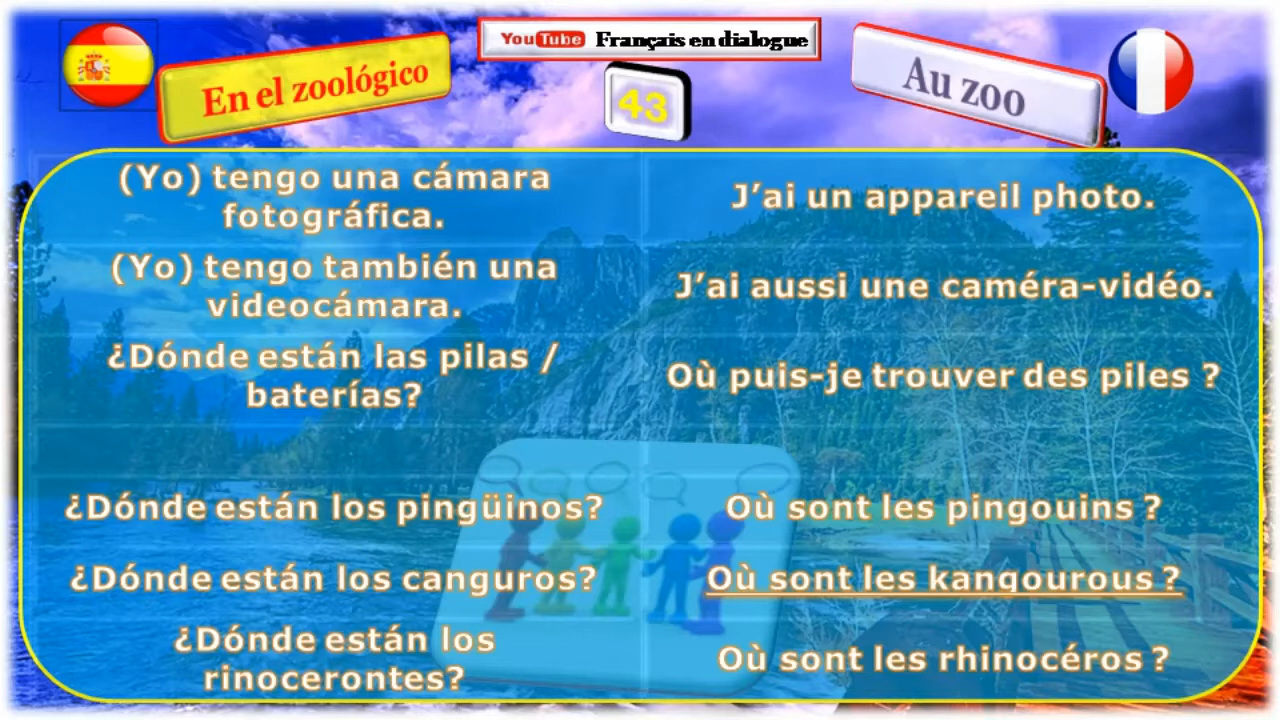 En el zoológico
YouTube Français en dialogue
43
Au zoo
(Yo) tengo una cámara
fotográfica.
J’ai un appareil photo.
(Yo) tengo también una
videocámara.
J’ai aussi une caméra-vidéo.
¿Dónde están las pilas /
baterías?
Où puis-je trouver des piles ?
¿Dónde están los pingüinos?
Où sont les pingouins ?
¿Dónde están los canguros?
Où sont les kangourous ?
¿Dónde están los
rinocerontes?
Où sont les rhinocéros ?